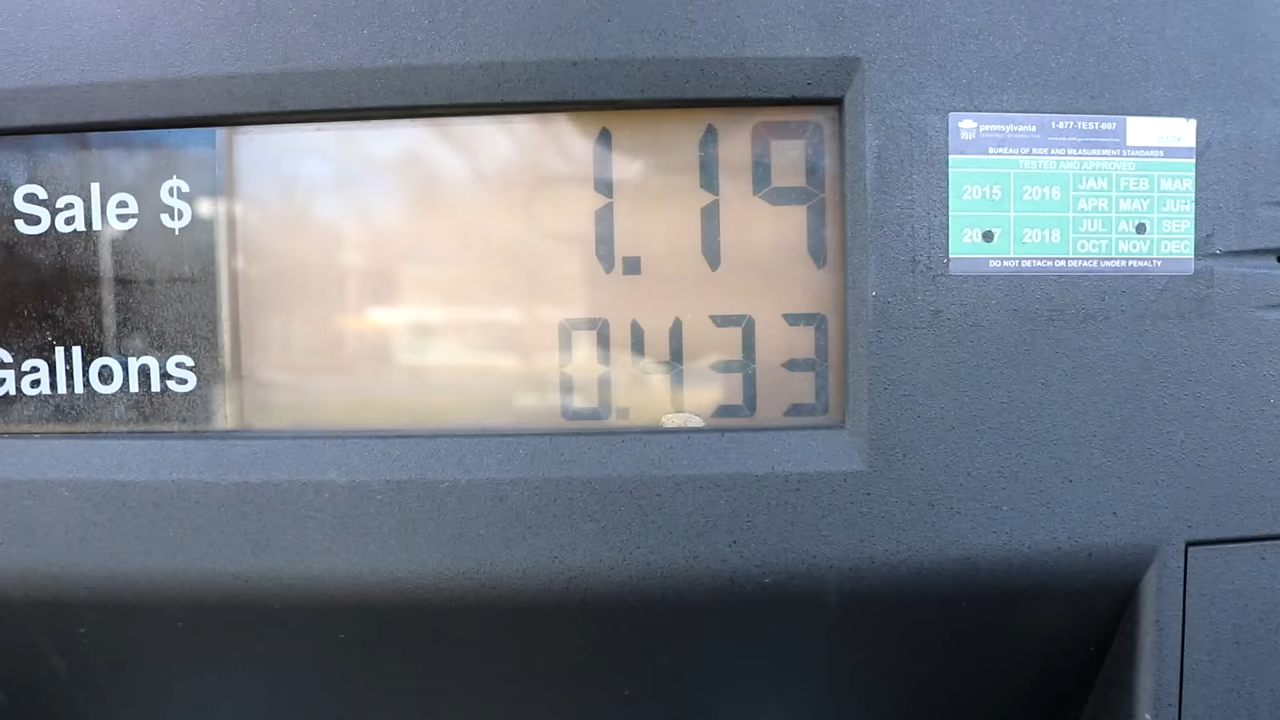 Sale $ 1.19
Gallons 0.433
pennsylvania 1-877-TEST-007
BUREAU OF RIDE AND MEASUREMENT STANDARDS
TESTED AND APPROVED
2015 2016 JAN FEB MAR
APR MAY JUN
2017 2018 JUL AUG SEP
OCT NOV DEC
DO NOT DETACH OR DEFACE UNDER PENALTY